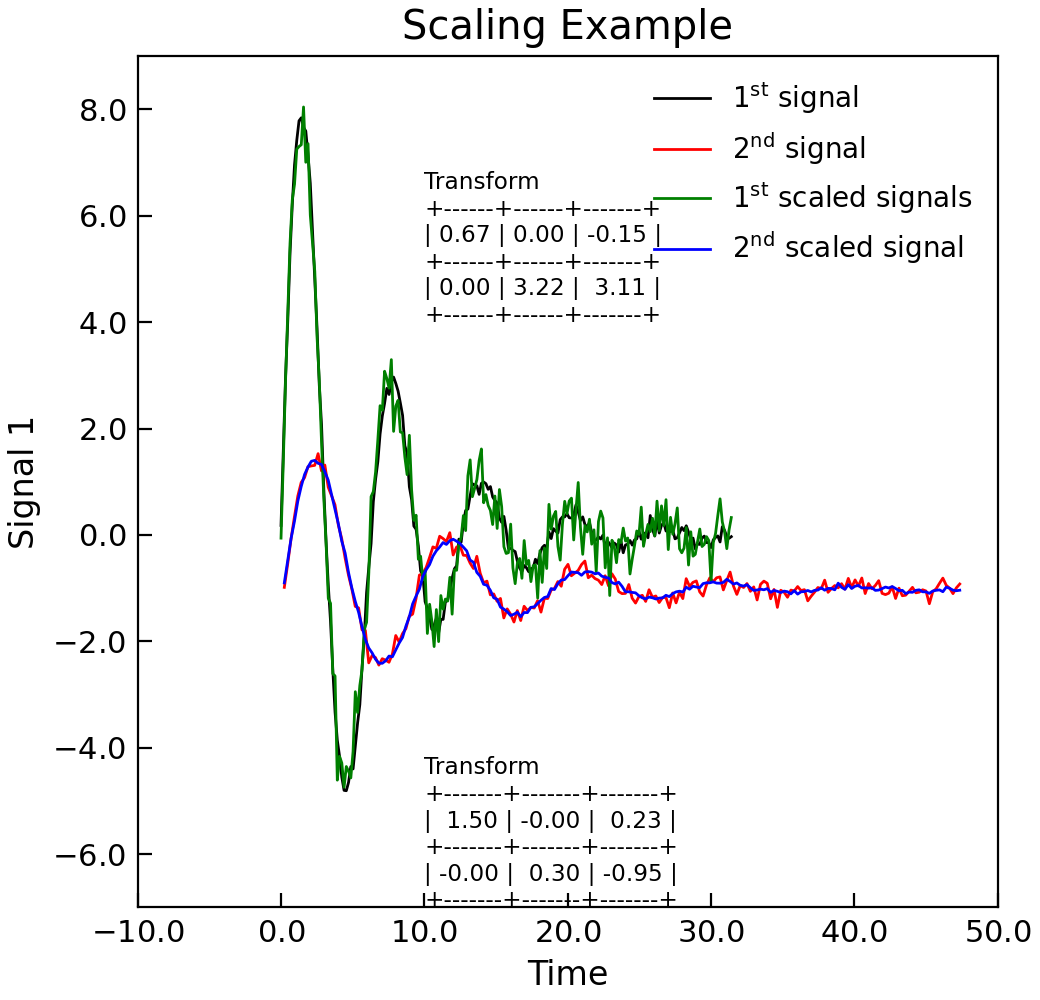 Scaling Example
8.0
6.0
4.0
2.0
0.0
−2.0
−4.0
−6.0
Signal 1
1st signal
2nd signal
1st scaled signals
2nd scaled signal
Transform
+-------+-------+--------+
| 0.67 | 0.00 | -0.15 |
+-------+-------+--------+
| 0.00 | 3.22 |  3.11 |
+-------+-------+--------+
Transform
+--------+--------+--------+
|  1.50 | -0.00 |  0.23 |
+--------+--------+--------+
| -0.00 |  0.30 | -0.95 |
+--------+--------+--------+
−10.0 0.0 10.0 20.0 30.0 40.0 50.0
Time